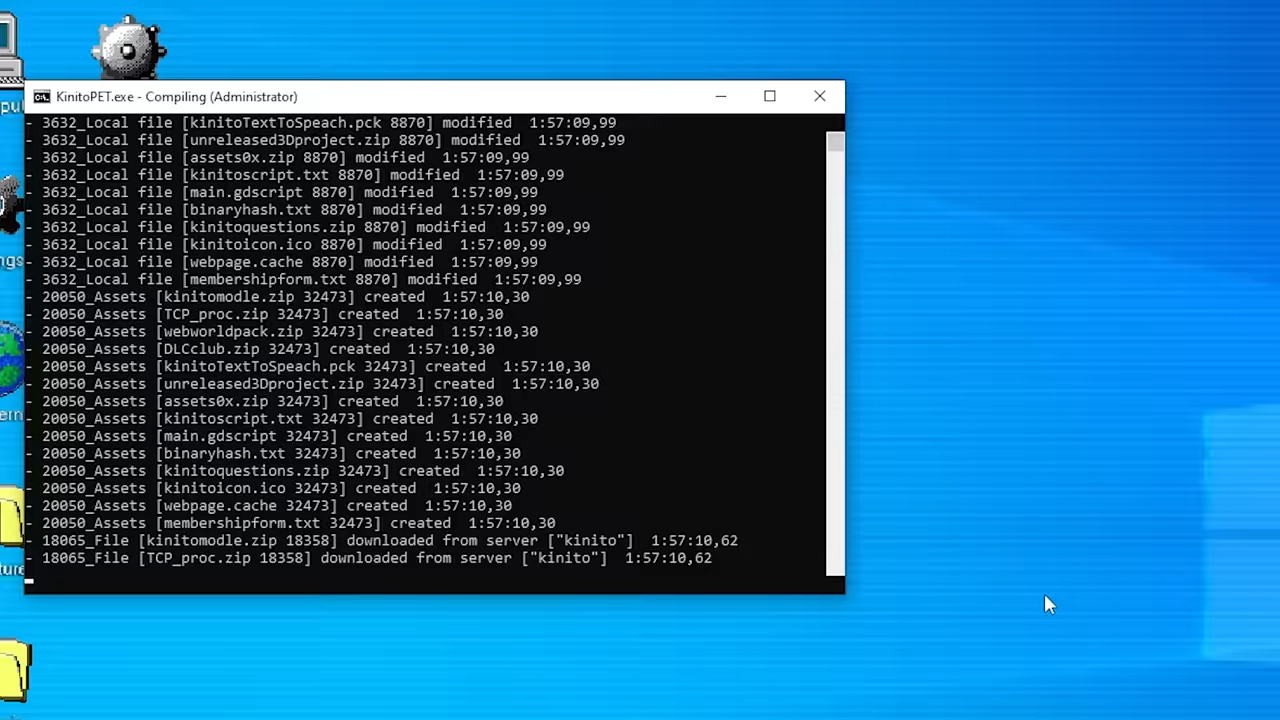 KinitoPET.exe - Compiling (Administrator)
- 3632_Local file [kinitoTextToSpeach.pck 8870] modified  1:57:09,99
- 3632_Local file [unreleased3Dproject.zip 8870] modified  1:57:09,99
- 3632_Local file [assets0x.zip 8870] modified  1:57:09,99
- 3632_Local file [kinitoscript.txt 8870] modified  1:57:09,99
- 3632_Local file [main.gdscript 8870] modified  1:57:09,99
- 3632_Local file [binaryhash.txt 8870] modified  1:57:09,99
- 3632_Local file [kinitoquestions.zip 8870] modified  1:57:09,99
- 3632_Local file [kinitoicon.ico 8870] modified  1:57:09,99
- 3632_Local file [webpage.cache 8870] modified  1:57:09,99
- 3632_Local file [membershipform.txt 8870] modified  1:57:09,99
- 20050_Assets [kinitomodle.zip 32473] created  1:57:10,30
- 20050_Assets [TCP_proc.zip 32473] created  1:57:10,30
- 20050_Assets [webworldpack.zip 32473] created  1:57:10,30
- 20050_Assets [DLCclub.zip 32473] created  1:57:10,30
- 20050_Assets [kinitoTextToSpeach.pck 32473] created  1:57:10,30
- 20050_Assets [unreleased3Dproject.zip 32473] created  1:57:10,30
- 20050_Assets [assets0x.zip 32473] created  1:57:10,30
- 20050_Assets [kinitoscript.txt 32473] created  1:57:10,30
- 20050_Assets [main.gdscript 32473] created  1:57:10,30
- 20050_Assets [binaryhash.txt 32473] created  1:57:10,30
- 20050_Assets [kinitoquestions.zip 32473] created  1:57:10,30
- 20050_Assets [kinitoicon.ico 32473] created  1:57:10,30
- 20050_Assets [webpage.cache 32473] created  1:57:10,30
- 20050_Assets [membershipform.txt 32473] created  1:57:10,30
- 18065_File [kinitomodle.zip 18358] downloaded from server ["kinito"]  1:57:10,62
- 18065_File [TCP_proc.zip 18358] downloaded from server ["kinito"]  1:57:10,62